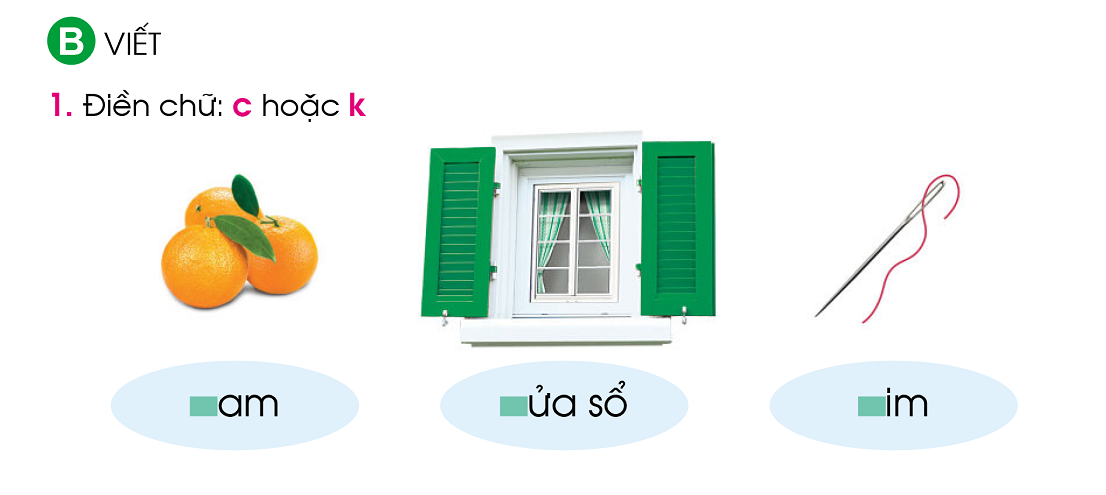 B VIẾT
1. Điền chữ: c hoặc k
am
ửa sổ
im